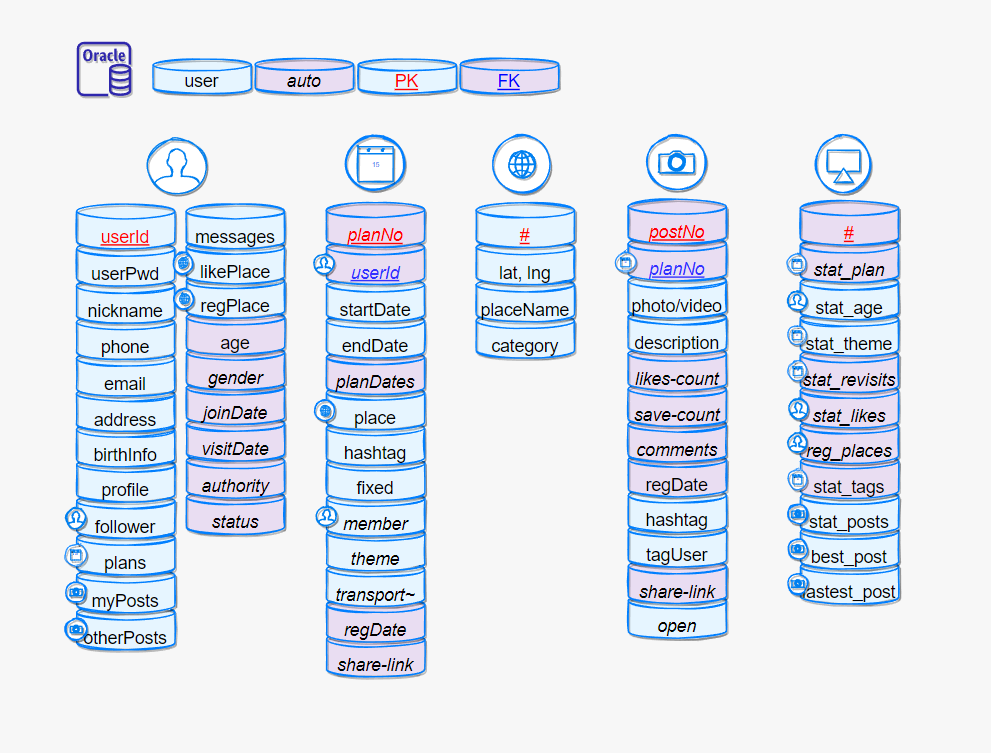 Oracle
user
auto
PK
FK
userId
userPwd
nickname
phone
email
address
birthInfo
profile
follower
plans
myPosts
otherPosts
messages
likePlace
regPlace
age
gender
joinDate
visitDate
authority
status
15
planNo
userId
startDate
endDate
planDates
place
hashtag
fixed
member
theme
transport~
regDate
share-link
#
lat, lng
placeName
category
postNo
planNo
photo/video
description
likes-count
save-count
comments
regDate
hashtag
tagUser
share-link
open
#
stat_plan
stat_age
stat_theme
stat_revisits
stat_likes
reg_places
stat_tags
stat_posts
best_post